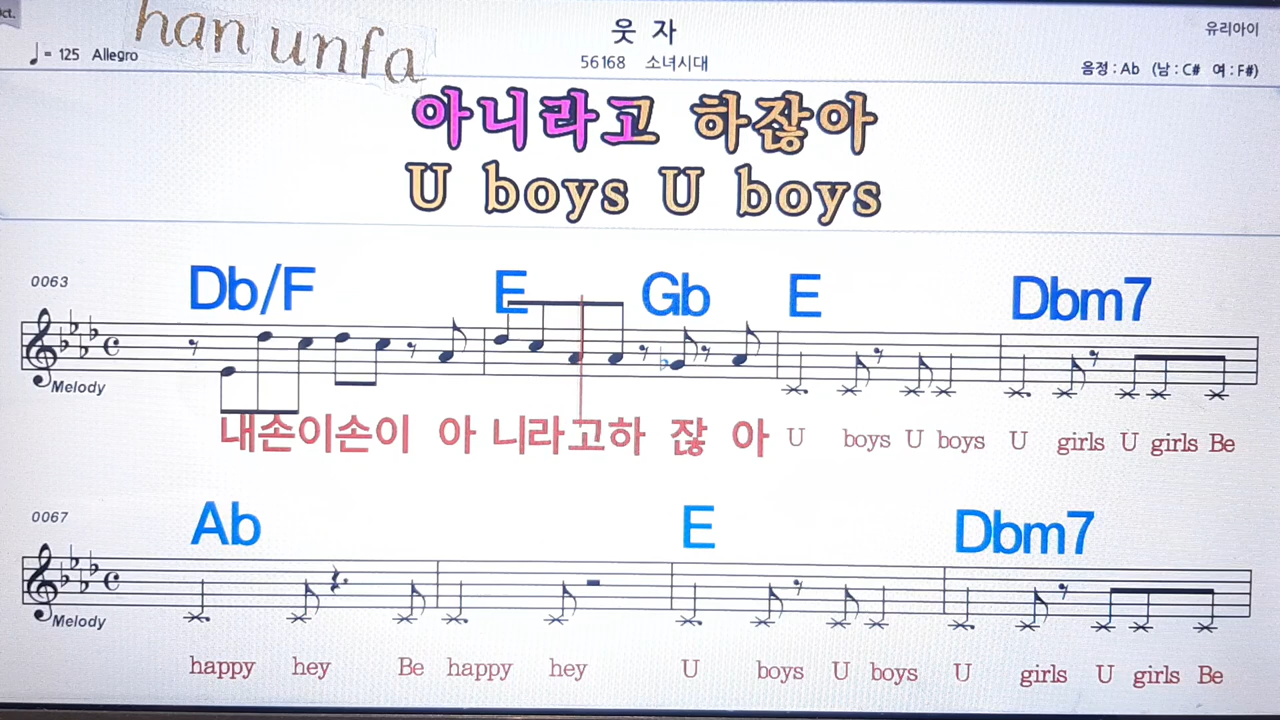 oct.
han unfa
웃 자
유리아이
♩= 125 Allegro
56168 소녀시대
음정 : Ab (남 : C# 여 : F#)
아니라고 하잖아
U boys U boys
0063
Db/F E Gb E Dbm7
Melody
내손이손이 아 니라고하 잖 아 U boys U boys U girls U girls Be
0067
Ab E Dbm7
Melody
happy hey Be happy hey U boys U boys U girls U girls Be